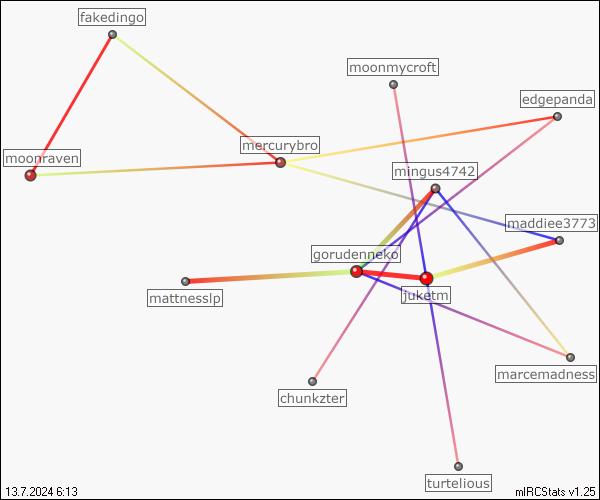 fakedingo
moonmycroft
edgepanda
mercurybro
moonraven
mingus4742
maddiee3773
gorudenneko
juketm
mattnesslp
marcemadness
chunkzter
turtelious
13.7.2024 6:13
mIRCStats v1.25